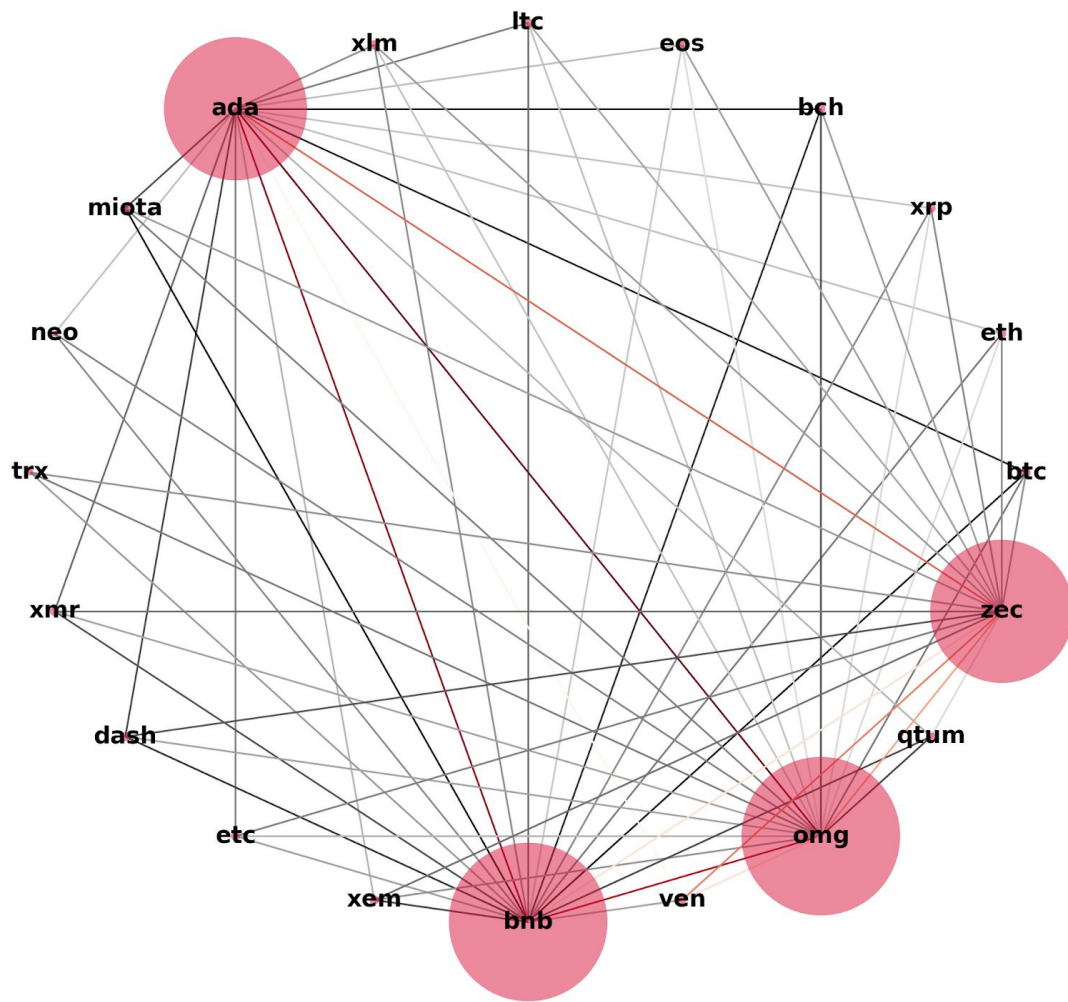 ltc
xlm
eos
ada
bch
miota
xrp
neo
eth
trx
btc
xmr
zec
dash
qtum
etc
omg
xem
ven
bnb